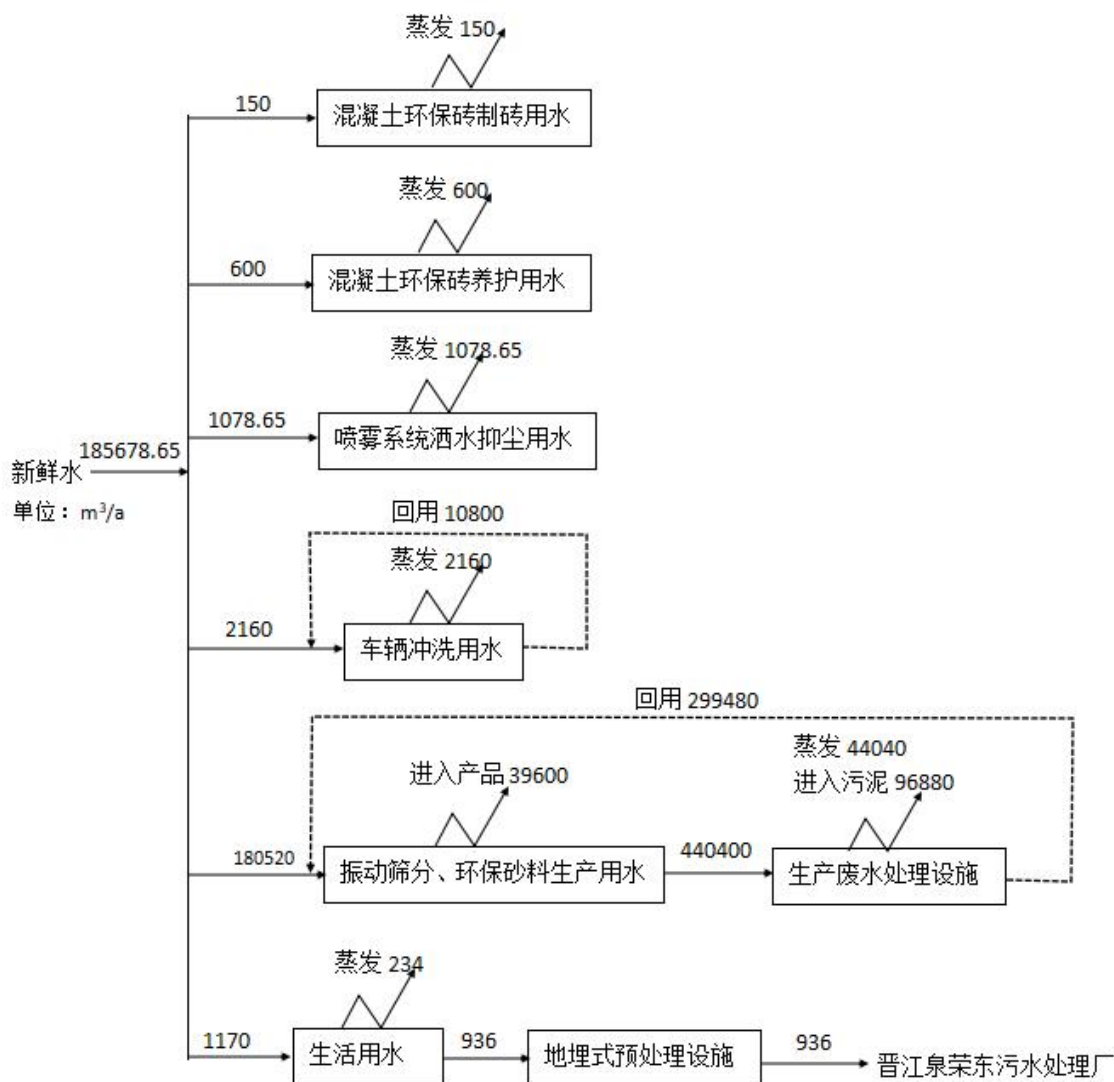 蒸发 150
150
混凝土环保砖制砖用水
蒸发 600
600
混凝土环保砖养护用水
蒸发 1078.65
1078.65
喷雾系统洒水抑尘用水
185678.65
新鲜水
单位：m³/a
回用 10800
蒸发 2160
2160
车辆冲洗用水
回用 299480
蒸发 44040
进入产品 39600
进入污泥 96880
180520
振动筛分、环保砂料生产用水
440400
生产废水处理设施
蒸发 234
1170
生活用水
936
地埋式预处理设施
936
晋江泉荣东污水处理厂